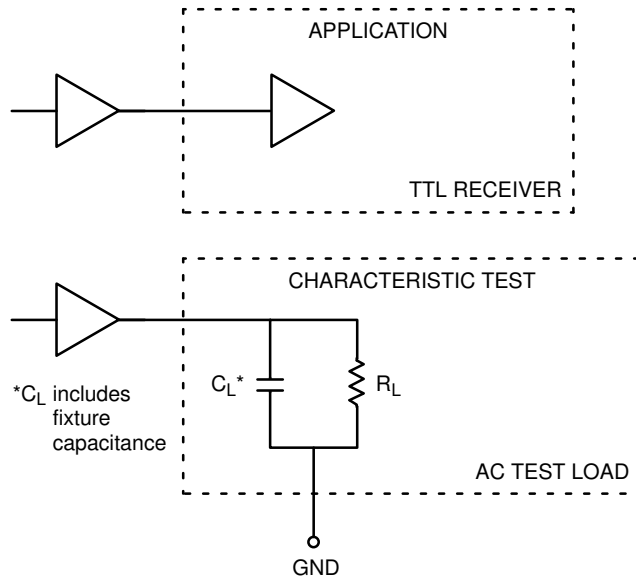 APPLICATION
TTL RECEIVER
CHARACTERISTIC TEST
*CL includes
fixture
capacitance
CL*
RL
AC TEST LOAD
GND